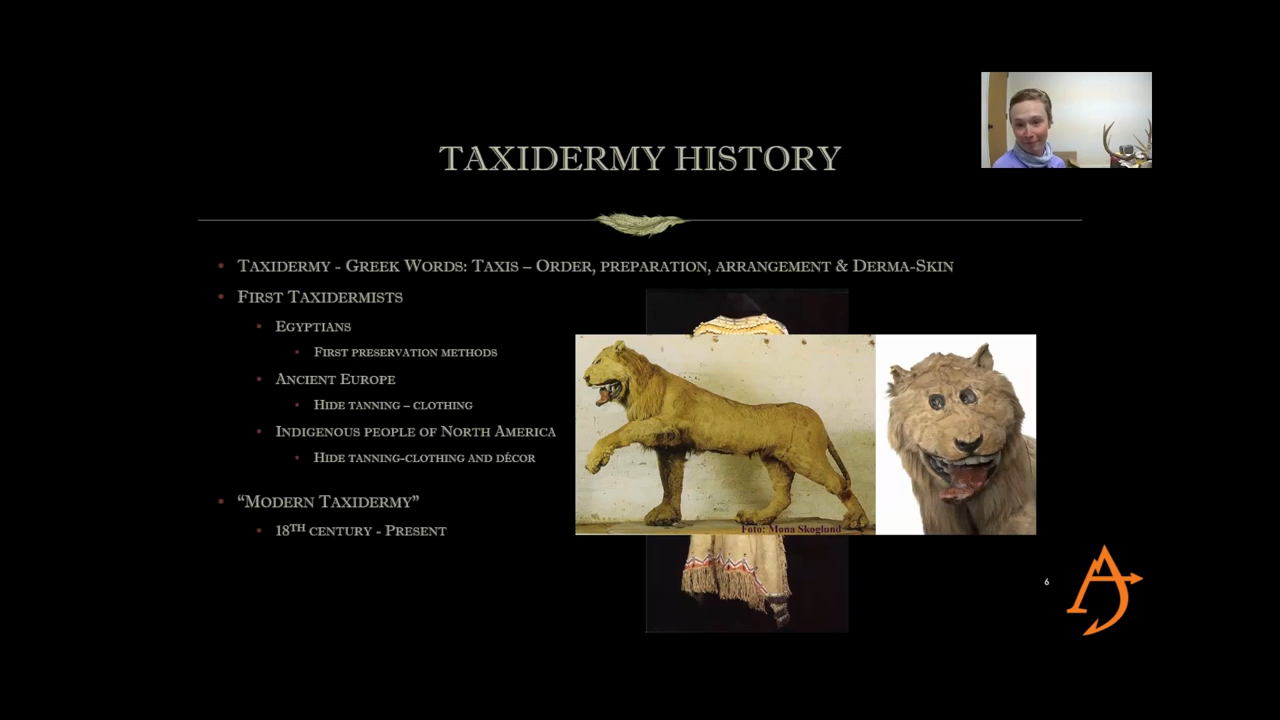 TAXIDERMY HISTORY
• TAXIDERMY - GREEK WORDS: TAXIS – ORDER, PREPARATION, ARRANGEMENT & DERMA-SKIN
• FIRST TAXIDERMISTS
• EGYPTIANS
• FIRST PRESERVATION METHODS
• ANCIENT EUROPE
• HIDE TANNING – CLOTHING
• INDIGENOUS PEOPLE OF NORTH AMERICA
• HIDE TANNING-CLOTHING AND DÉCOR
• “MODERN TAXIDERMY”
• 18TH CENTURY - PRESENT
Foto: Mona Skoglund
6